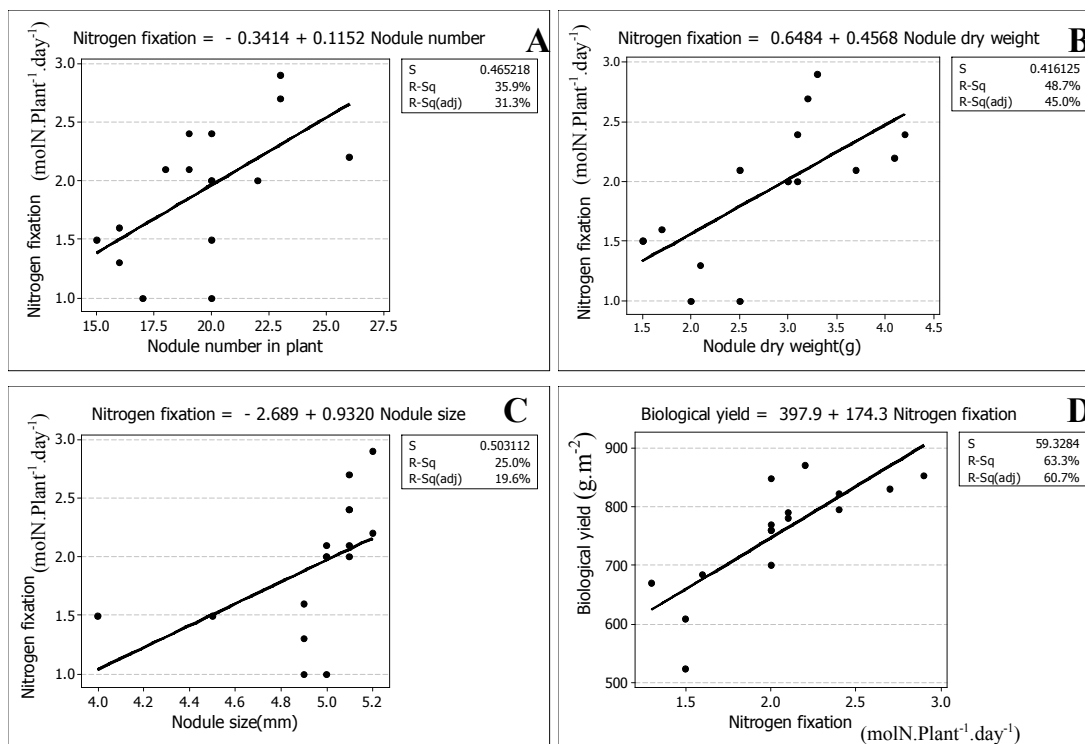 Nitrogen fixation = - 0.3414 + 0.1152 Nodule number
A
S 0.465218
R-Sq 35.9%
R-Sq(adj) 31.3%
Nitrogen fixation (molN.Plant⁻¹.day⁻¹)
3.0
2.5
2.0
1.5
1.0
15.0 17.5 20.0 22.5 25.0 27.5
Nodule number in plant
Nitrogen fixation = 0.6484 + 0.4568 Nodule dry weight
B
S 0.416125
R-Sq 48.7%
R-Sq(adj) 45.0%
Nitrogen fixation (molN.Plant⁻¹.day⁻¹)
3.0
2.5
2.0
1.5
1.0
1.5 2.0 2.5 3.0 3.5 4.0 4.5
Nodule dry weight(g)
Nitrogen fixation = - 2.689 + 0.9320 Nodule size
C
S 0.503112
R-Sq 25.0%
R-Sq(adj) 19.6%
Nitrogen fixation (molN.Plant⁻¹.day⁻¹)
3.0
2.5
2.0
1.5
1.0
4.0 4.2 4.4 4.6 4.8 5.0 5.2
Nodule size(mm)
Biological yield = 397.9 + 174.3 Nitrogen fixation
D
S 59.3284
R-Sq 63.3%
R-Sq(adj) 60.7%
Biological yield (g.m⁻²)
900
800
700
600
500
1.5 2.0 2.5 3.0
Nitrogen fixation (molN.Plant⁻¹.day⁻¹)